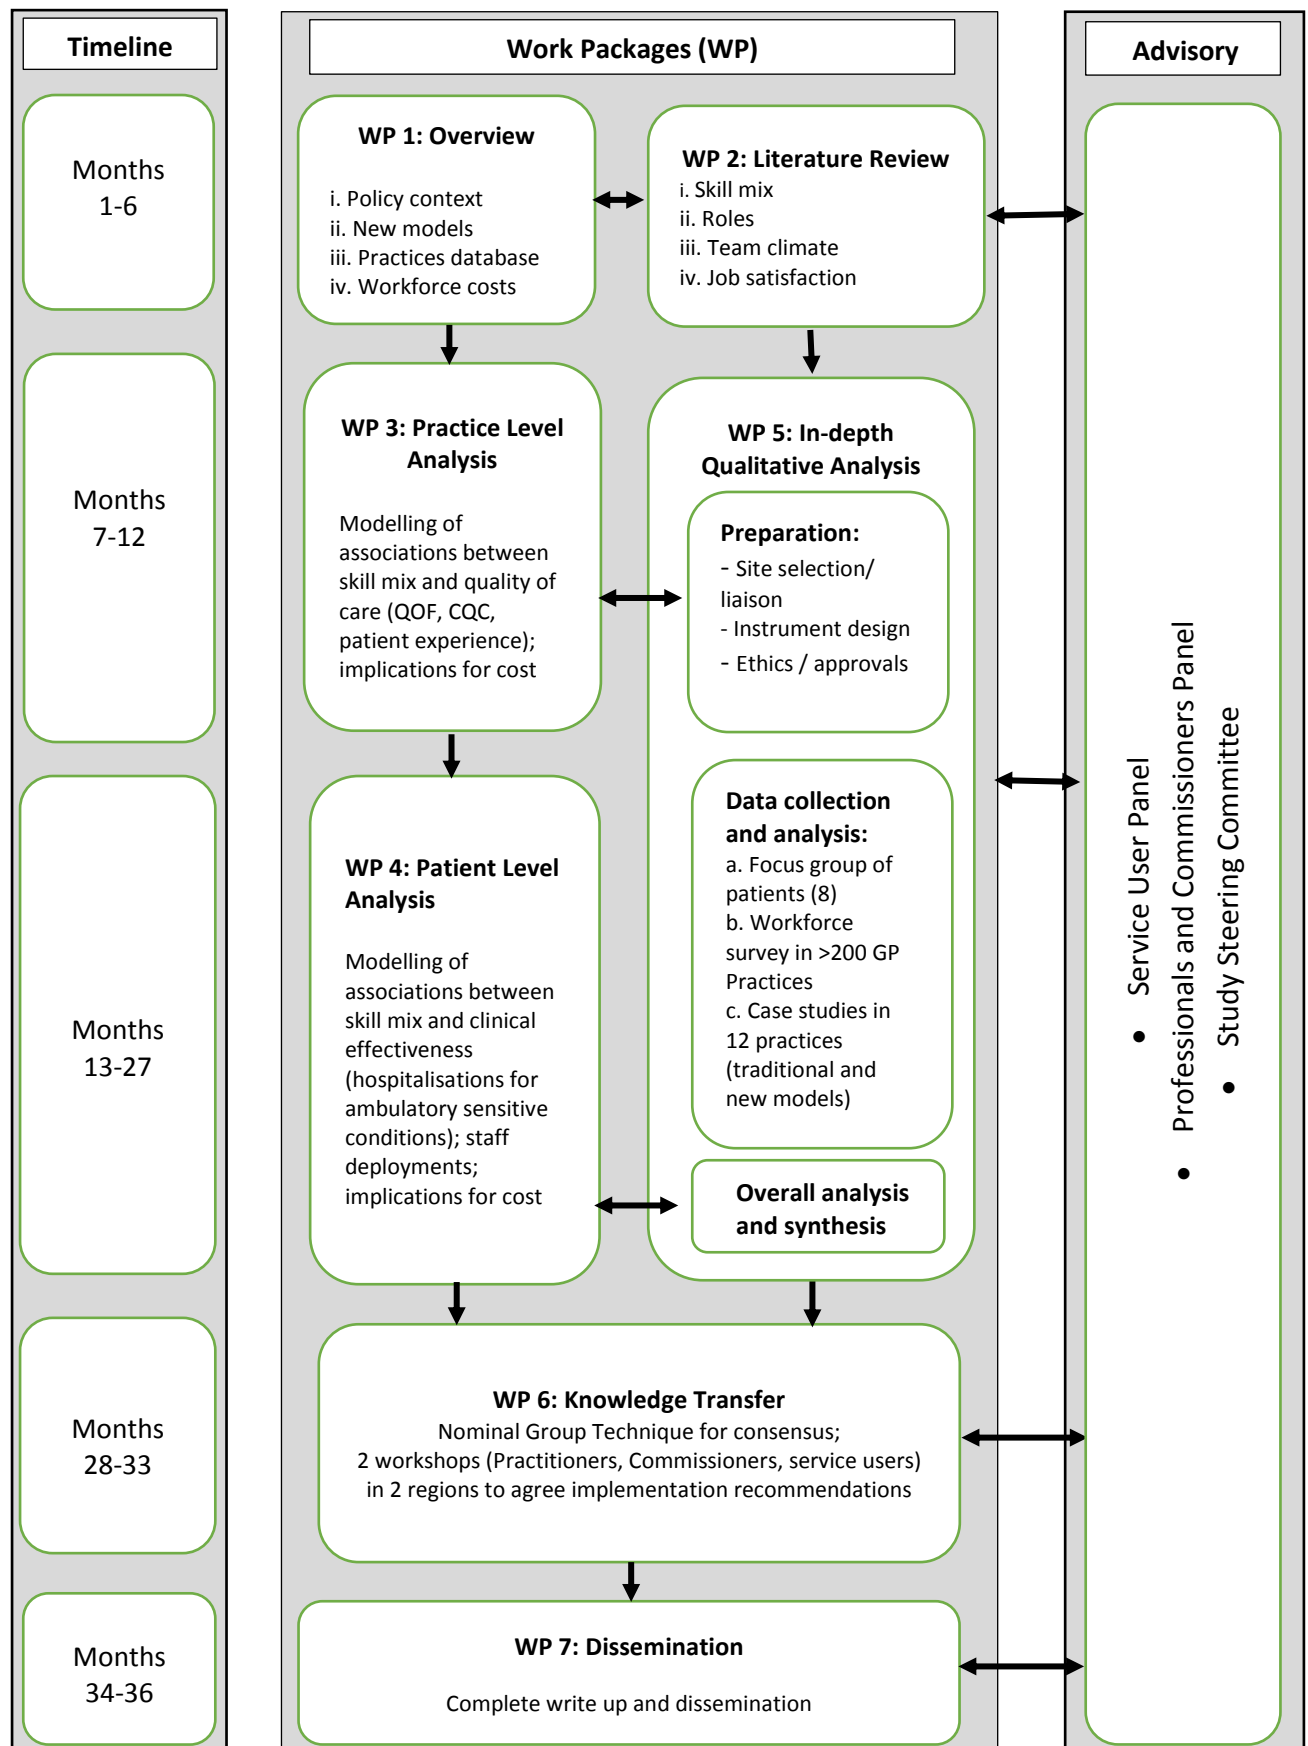 Timeline
Work Packages (WP)
Advisory
Months
1-6
WP 1: Overview
i. Policy context
ii. New models
iii. Practices database
iv. Workforce costs
WP 2: Literature Review
i. Skill mix
ii. Roles
iii. Team climate
iv. Job satisfaction
Months
7-12
WP 3: Practice Level
Analysis
Modelling of
associations between
skill mix and quality of
care (QOF, CQC,
patient experience);
implications for cost
WP 5: In-depth
Qualitative Analysis
Preparation:
- Site selection/
liaison
- Instrument design
- Ethics / approvals
Months
13-27
WP 4: Patient Level
Analysis
Modelling of
associations between
skill mix and clinical
effectiveness
(hospitalisations for
ambulatory sensitive
conditions); staff
deployments;
implications for cost
Data collection
and analysis:
a. Focus group of
patients (8)
b. Workforce
survey in >200 GP
Practices
c. Case studies in
12 practices
(traditional and
new models)
Overall analysis
and synthesis
Months
28-33
WP 6: Knowledge Transfer
Nominal Group Technique for consensus;
2 workshops (Practitioners, Commissioners, service users)
in 2 regions to agree implementation recommendations
Months
34-36
WP 7: Dissemination
Complete write up and dissemination
• Service User Panel
• Professionals and Commissioners Panel
• Study Steering Committee